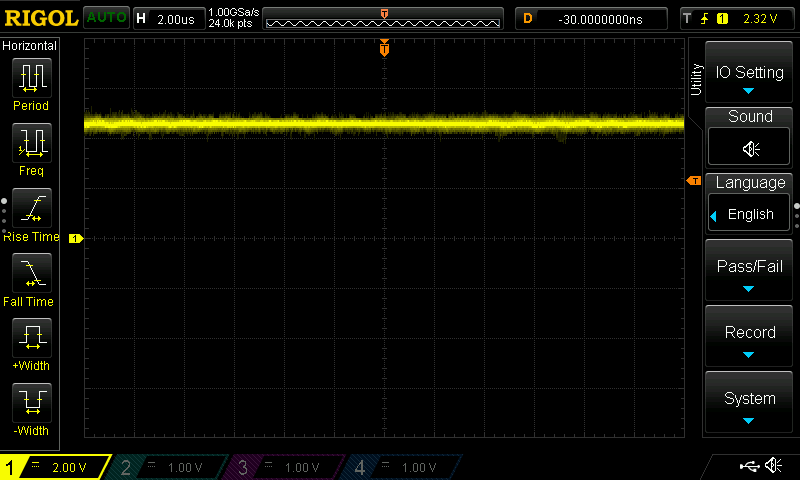 RIGOL AUTO H 2.00us 1.00GSa/s 24.0k pts T D -30.0000000ns T 1 2.32 V
Horizontal
Period
Freq
Rise Time
Fall Time
+Width
-Width
T
T
1
Utility
IO Setting
Sound
Language
English
Pass/Fail
Record
System
1 2.00 V 2 1.00 V 3 1.00 V 4 1.00 V